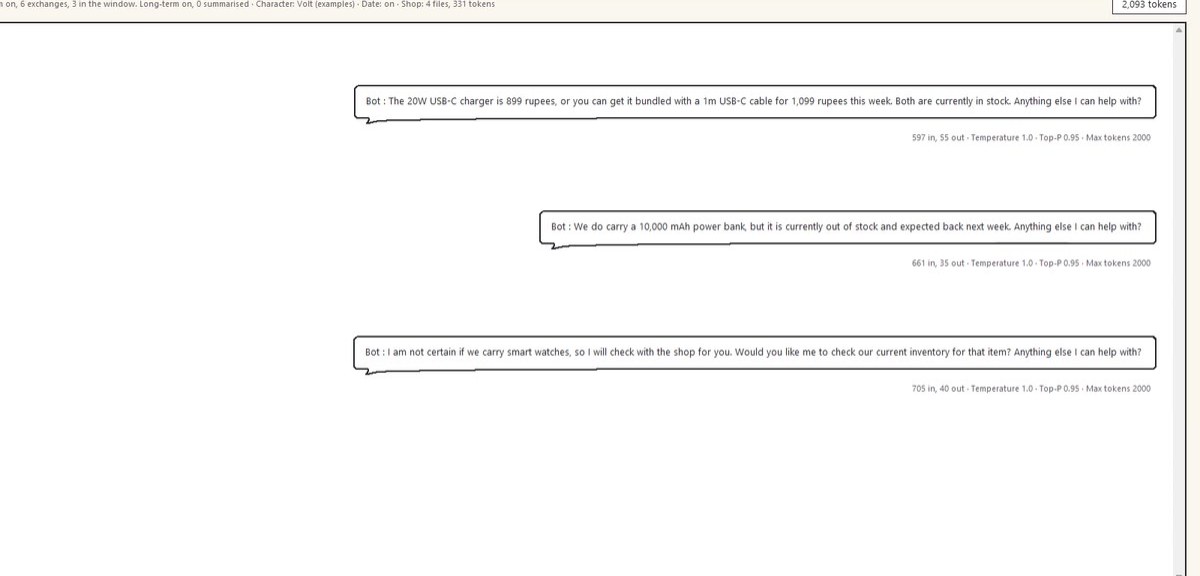 on, 6 exchanges, 3 in the window. Long-term on, 0 summarised · Character: Volt (examples) · Date: on · Shop: 4 files, 331 tokens
2,093 tokens
Bot : The 20W USB-C charger is 899 rupees, or you can get it bundled with a 1m USB-C cable for 1,099 rupees this week. Both are currently in stock. Anything else I can help with?
597 in, 55 out · Temperature 1.0 · Top-P 0.95 · Max tokens 2000
Bot : We do carry a 10,000 mAh power bank, but it is currently out of stock and expected back next week. Anything else I can help with?
661 in, 35 out · Temperature 1.0 · Top-P 0.95 · Max tokens 2000
Bot : I am not certain if we carry smart watches, so I will check with the shop for you. Would you like me to check our current inventory for that item? Anything else I can help with?
705 in, 40 out · Temperature 1.0 · Top-P 0.95 · Max tokens 2000